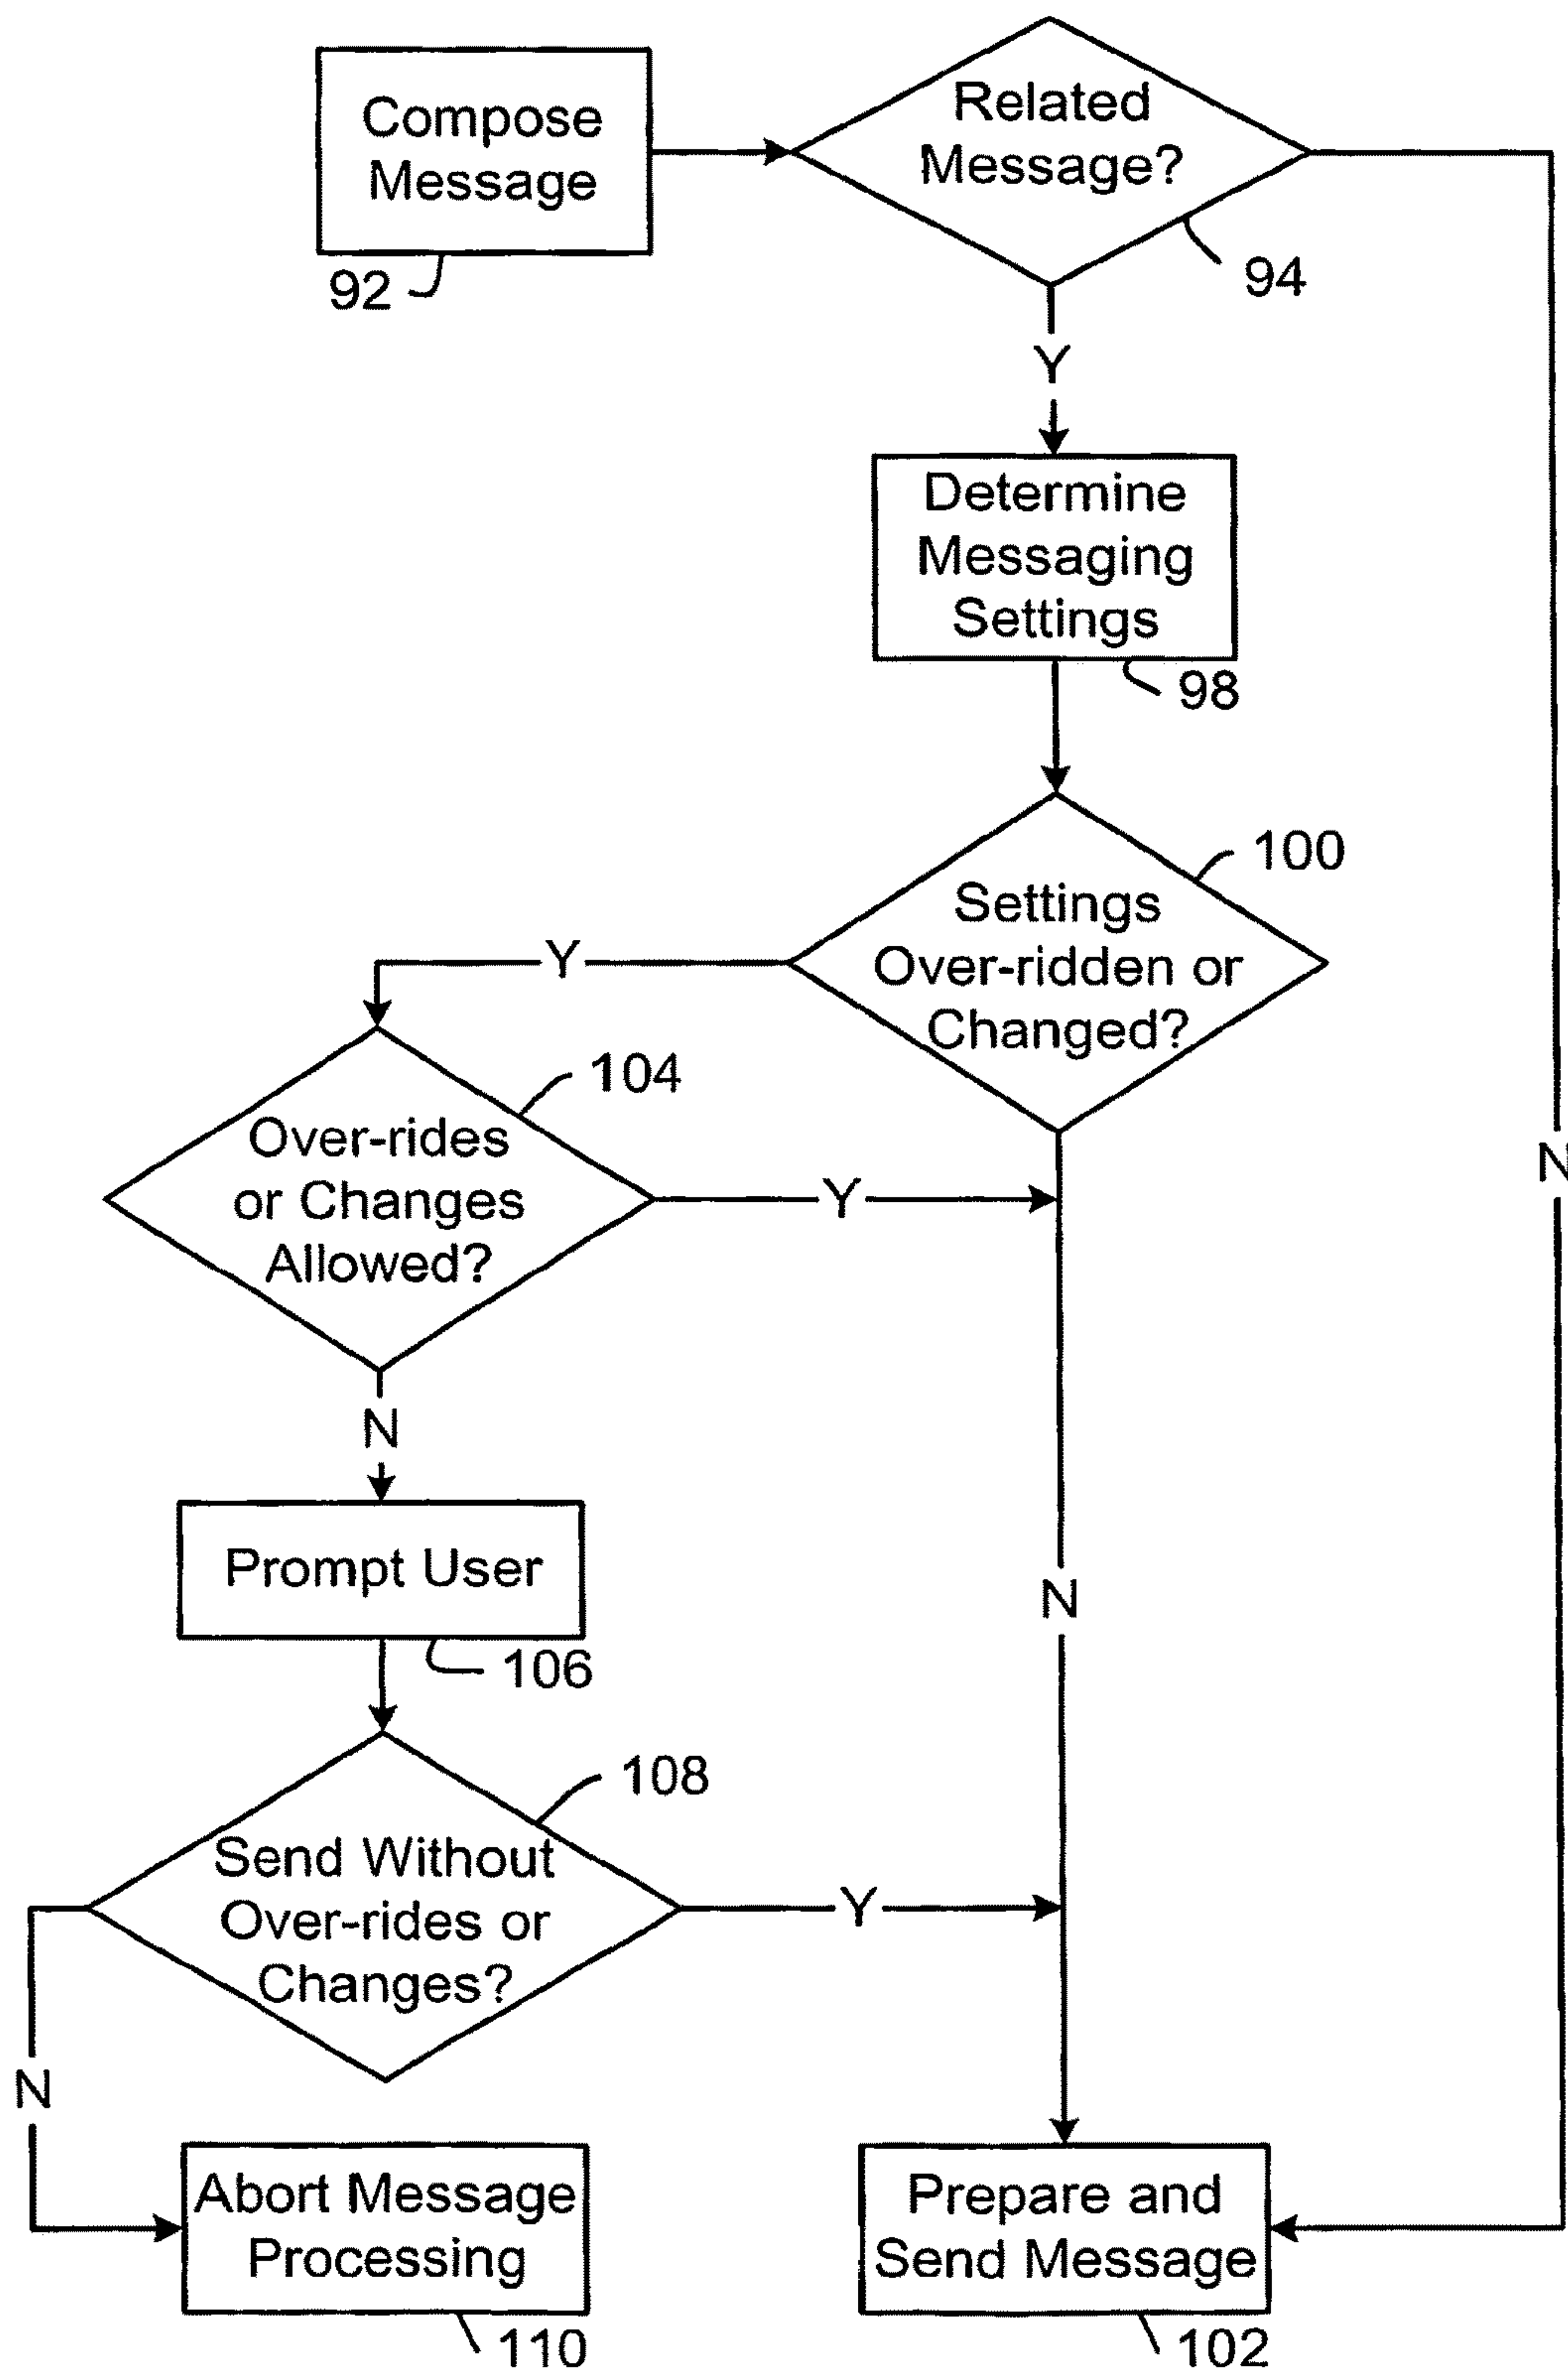 Compose
Message
92
Related
Message?
94
Y
Determine
Messaging
Settings
98
100
Settings
Over-ridden or
Changed?
Y
104
Over-rides
or Changes
Allowed?
Y
N
N
Prompt User
106
N
108
Send Without
Over-rides or
Changes?
Y
N
Abort Message
Processing
110
Prepare and
Send Message
102